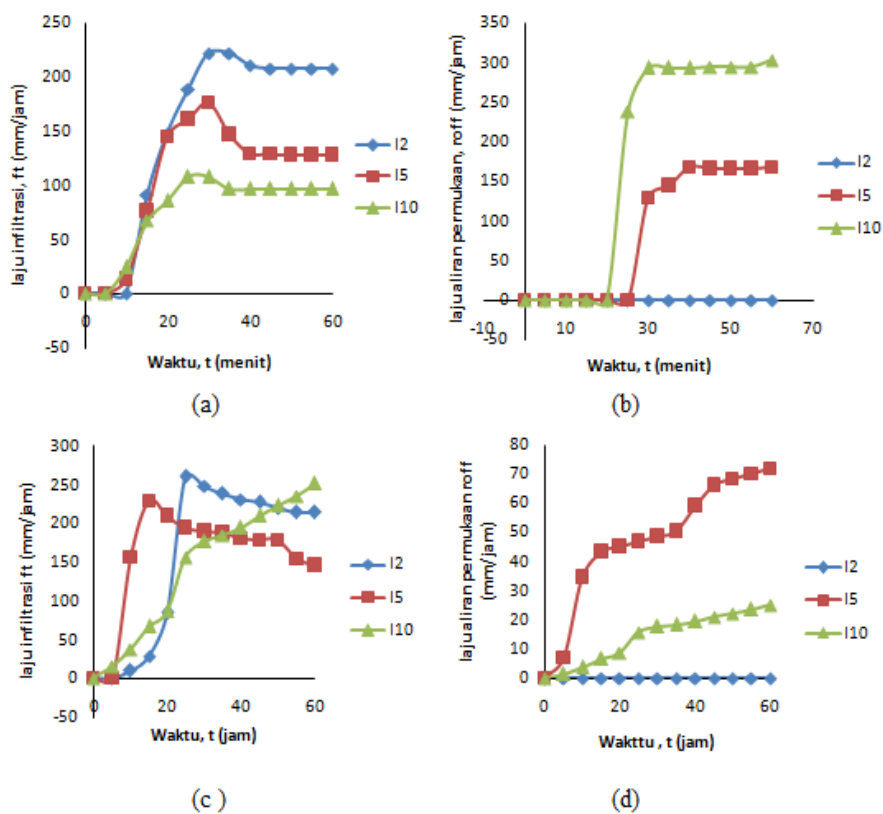 250
200
150
100
50
0
-50
0
20
40
60
laju infiltrasi, ft (mm/jam)
Waktu, t (menit)
I2
I5
I10
(a)
350
300
250
200
150
100
50
0
-50
-10
10
30
50
70
laju aliran permukaan, roff (mm/jam)
Waktu, t (menit)
I2
I5
I10
(b)
300
250
200
150
100
50
0
-50
0
20
40
60
laju infiltrasi ft (mm/jam)
Waktu, t (jam)
I2
I5
I10
(c )
80
70
60
50
40
30
20
10
0
0
20
40
60
laju aliran permukaan roff
(mm/jam)
Wakttu , t (jam)
I2
I5
I10
(d)